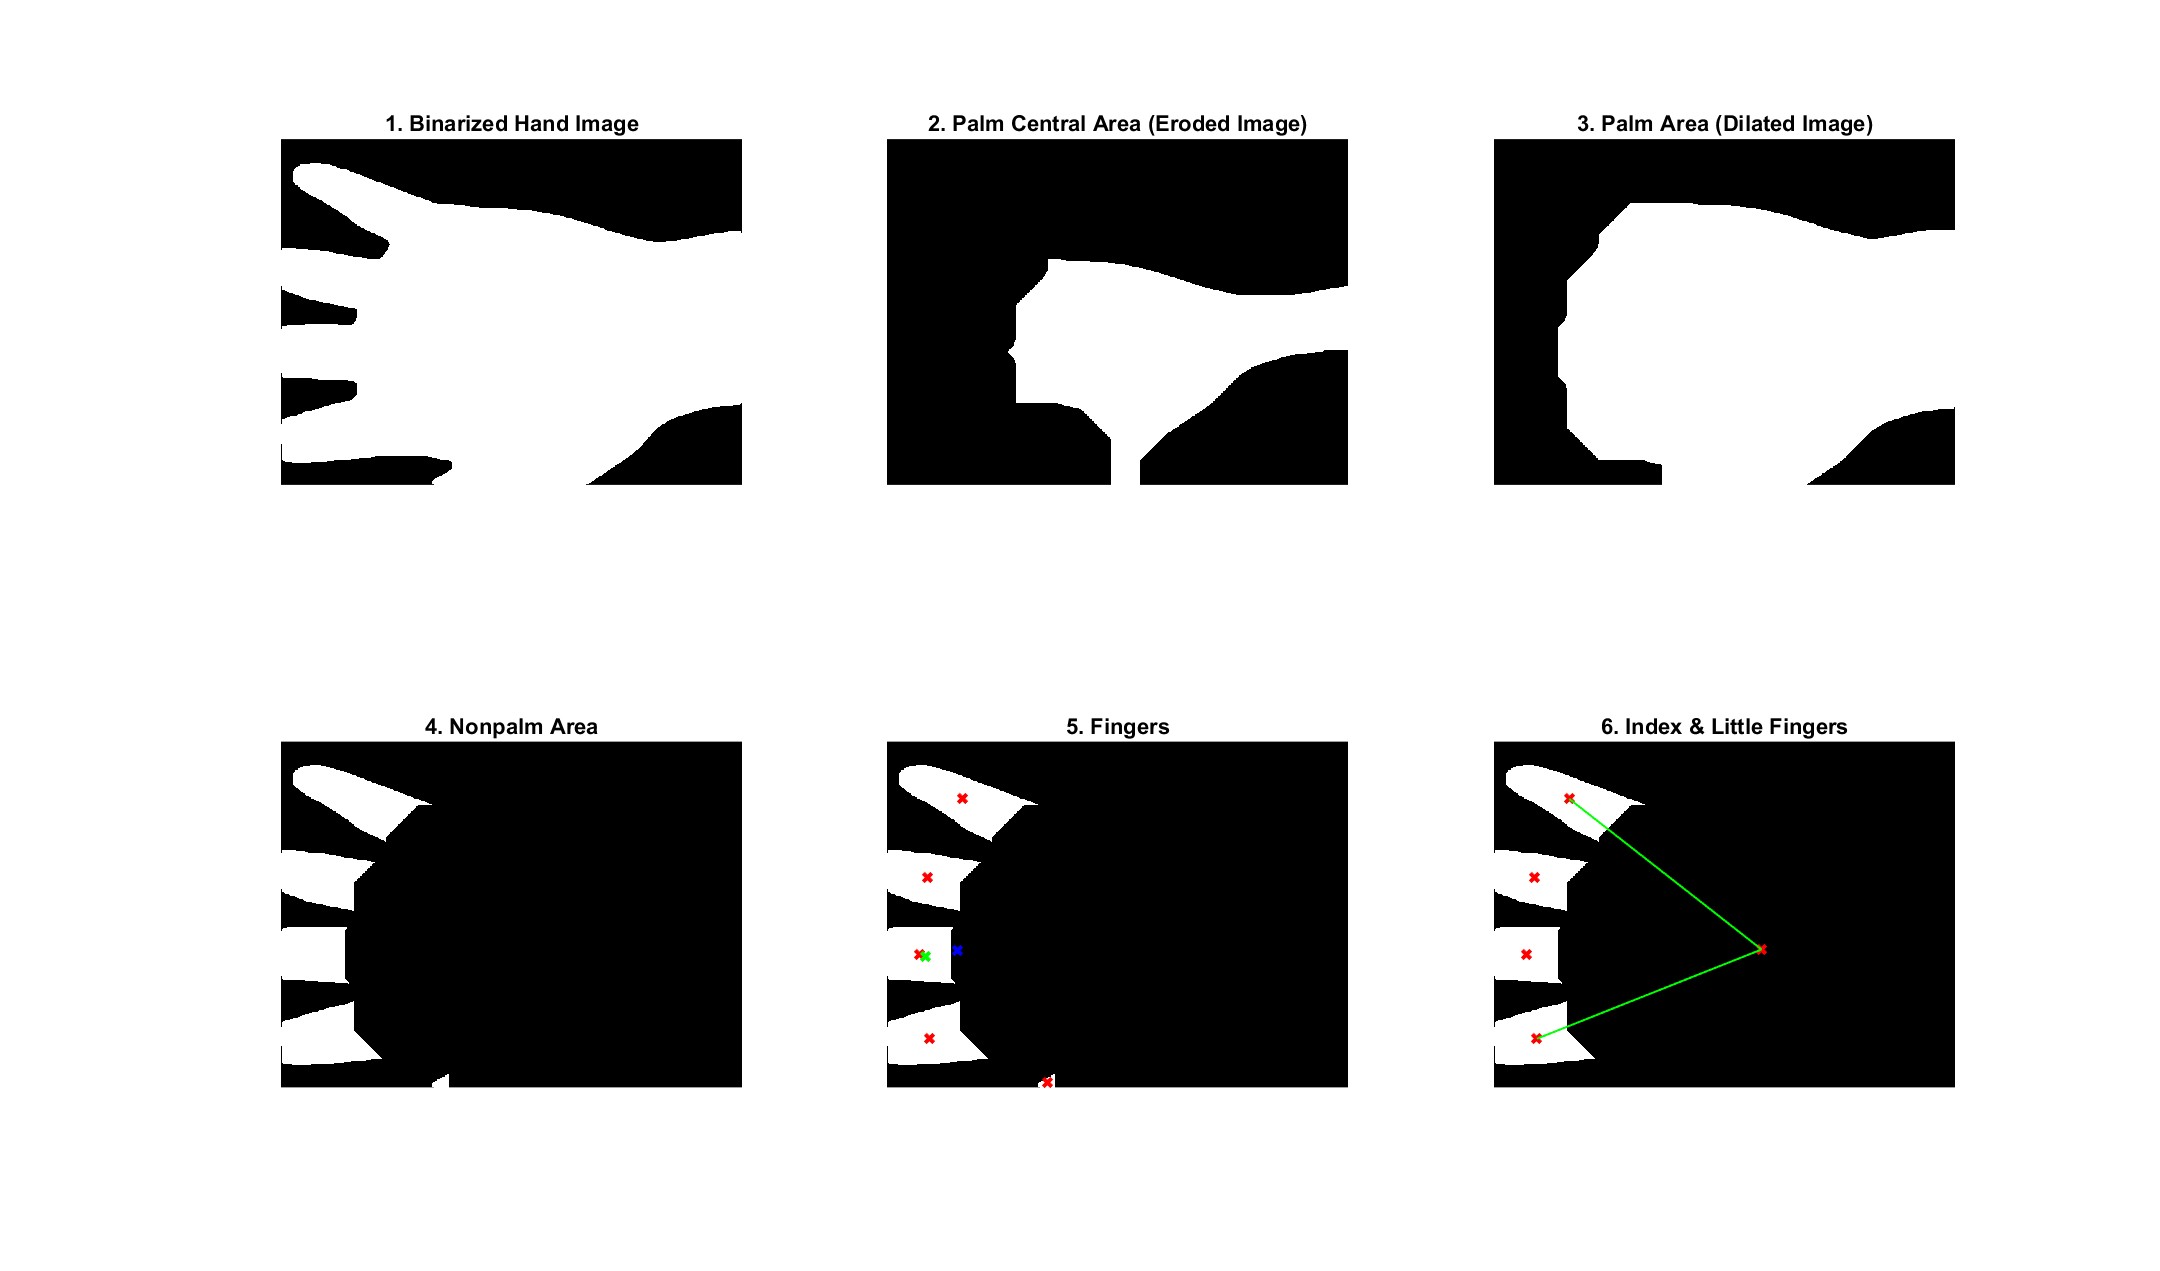 1. Binarized Hand Image
2. Palm Central Area (Eroded Image)
3. Palm Area (Dilated Image)
4. Nonpalm Area
5. Fingers
6. Index & Little Fingers